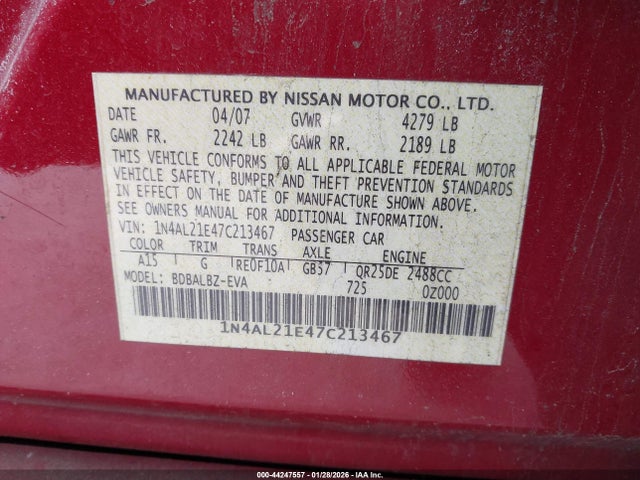 MANUFACTURED BY NISSAN MOTOR CO., LTD.
DATE 04/07 GVWR 4279 LB
GAWR FR. 2242 LB GAWR RR. 2189 LB
THIS VEHICLE CONFORMS TO ALL APPLICABLE FEDERAL MOTOR
VEHICLE SAFETY, BUMPER AND THEFT PREVENTION STANDARDS
IN EFFECT ON THE DATE OF MANUFACTURE SHOWN ABOVE.
SEE OWNERS MANUAL FOR ADDITIONAL INFORMATION.
VIN: 1N4AL21E47C213467 PASSENGER CAR
COLOR TRIM TRANS AXLE ENGINE
A15 G RE0F10A GB37 QR25DE 2488CC
MODEL: BDBALBZ-EVA 725 0Z000
1N4AL21E47C213467
000-44247557 - 01/28/2026 - IAA Inc.